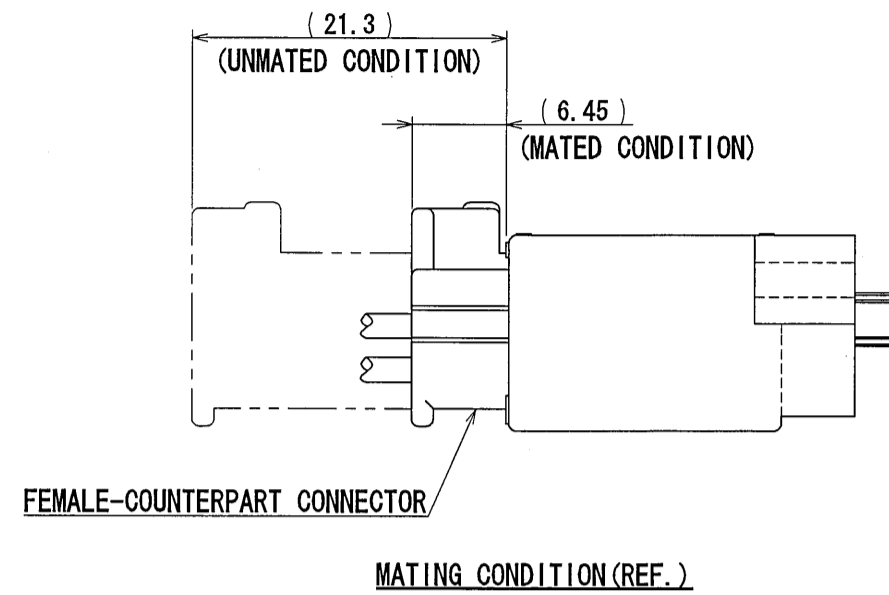 (21.3)
(UNMATED CONDITION)
(6.45)
(MATED CONDITION)
FEMALE-COUNTERPART CONNECTOR
MATING CONDITION(REF.)